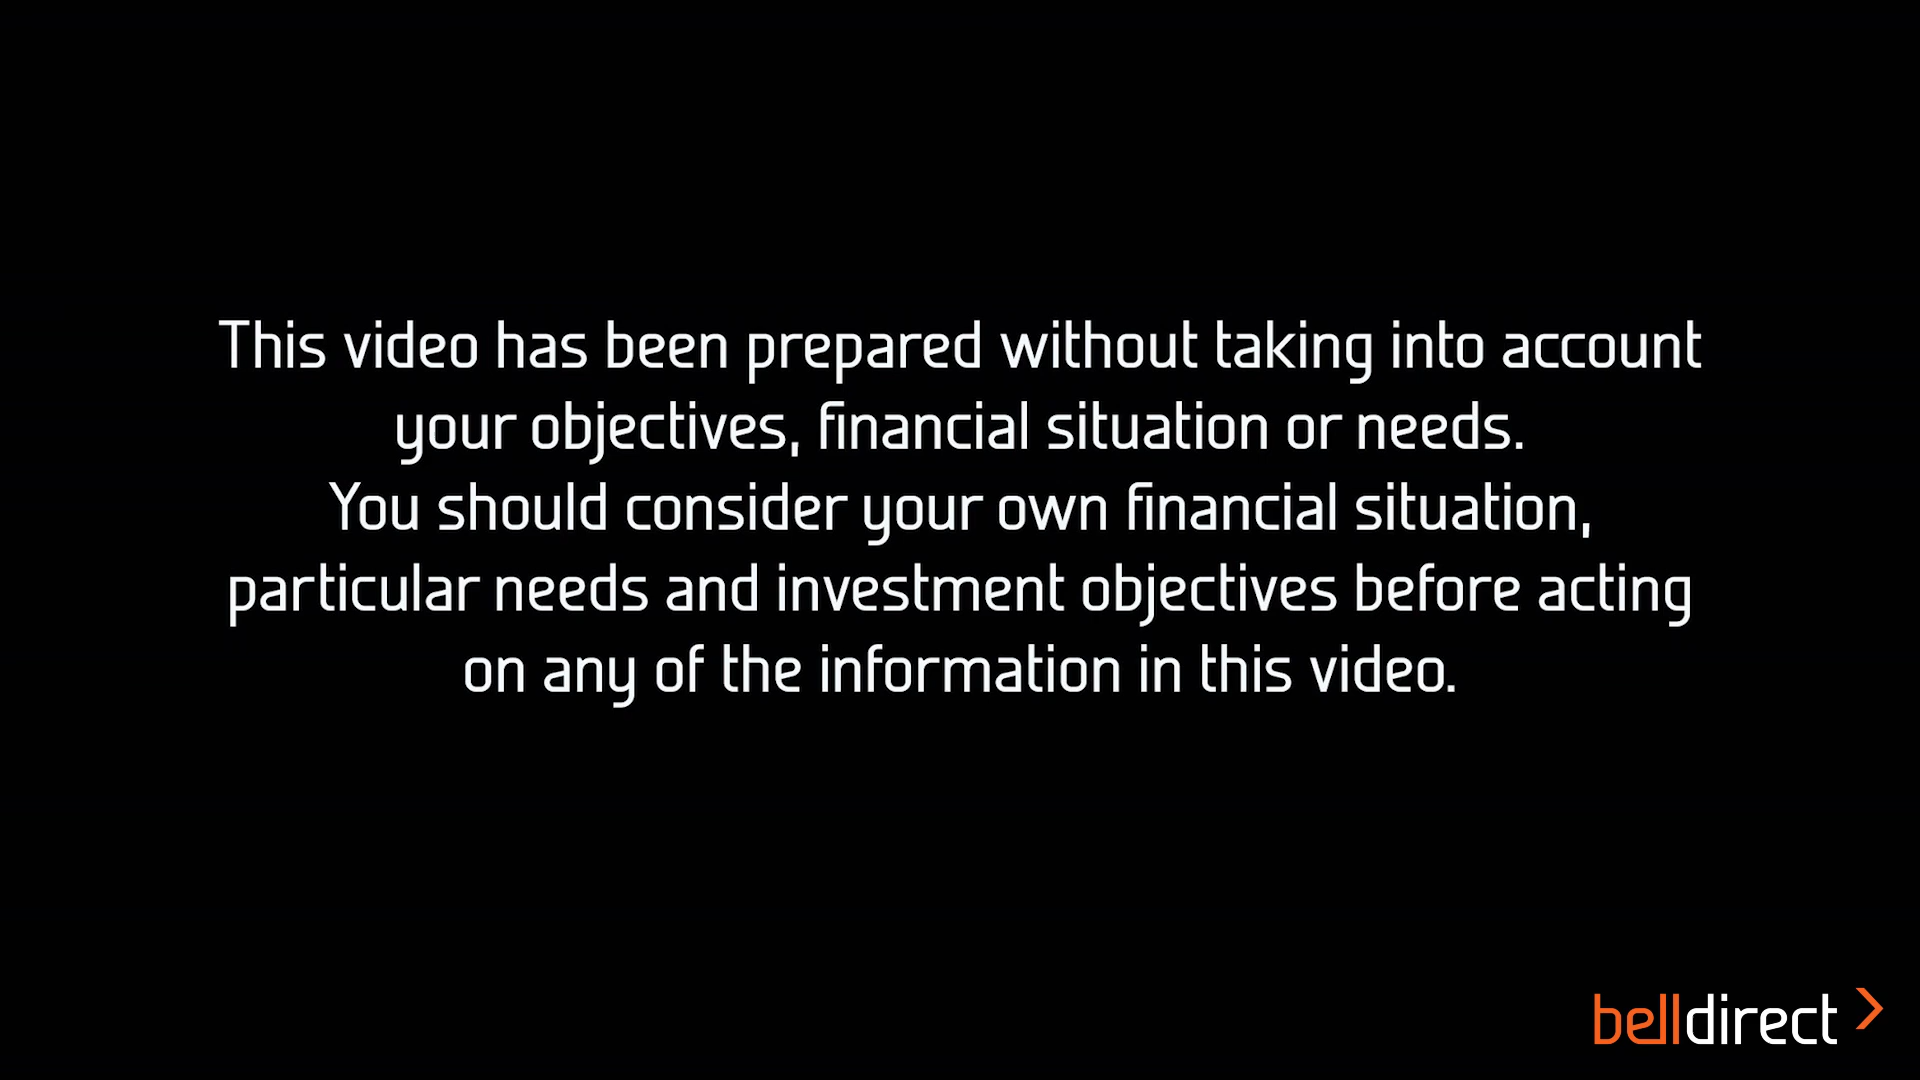 This video has been prepared without taking into account
your objectives, financial situation or needs.
You should consider your own financial situation,
particular needs and investment objectives before acting
on any of the information in this video.
belldirect